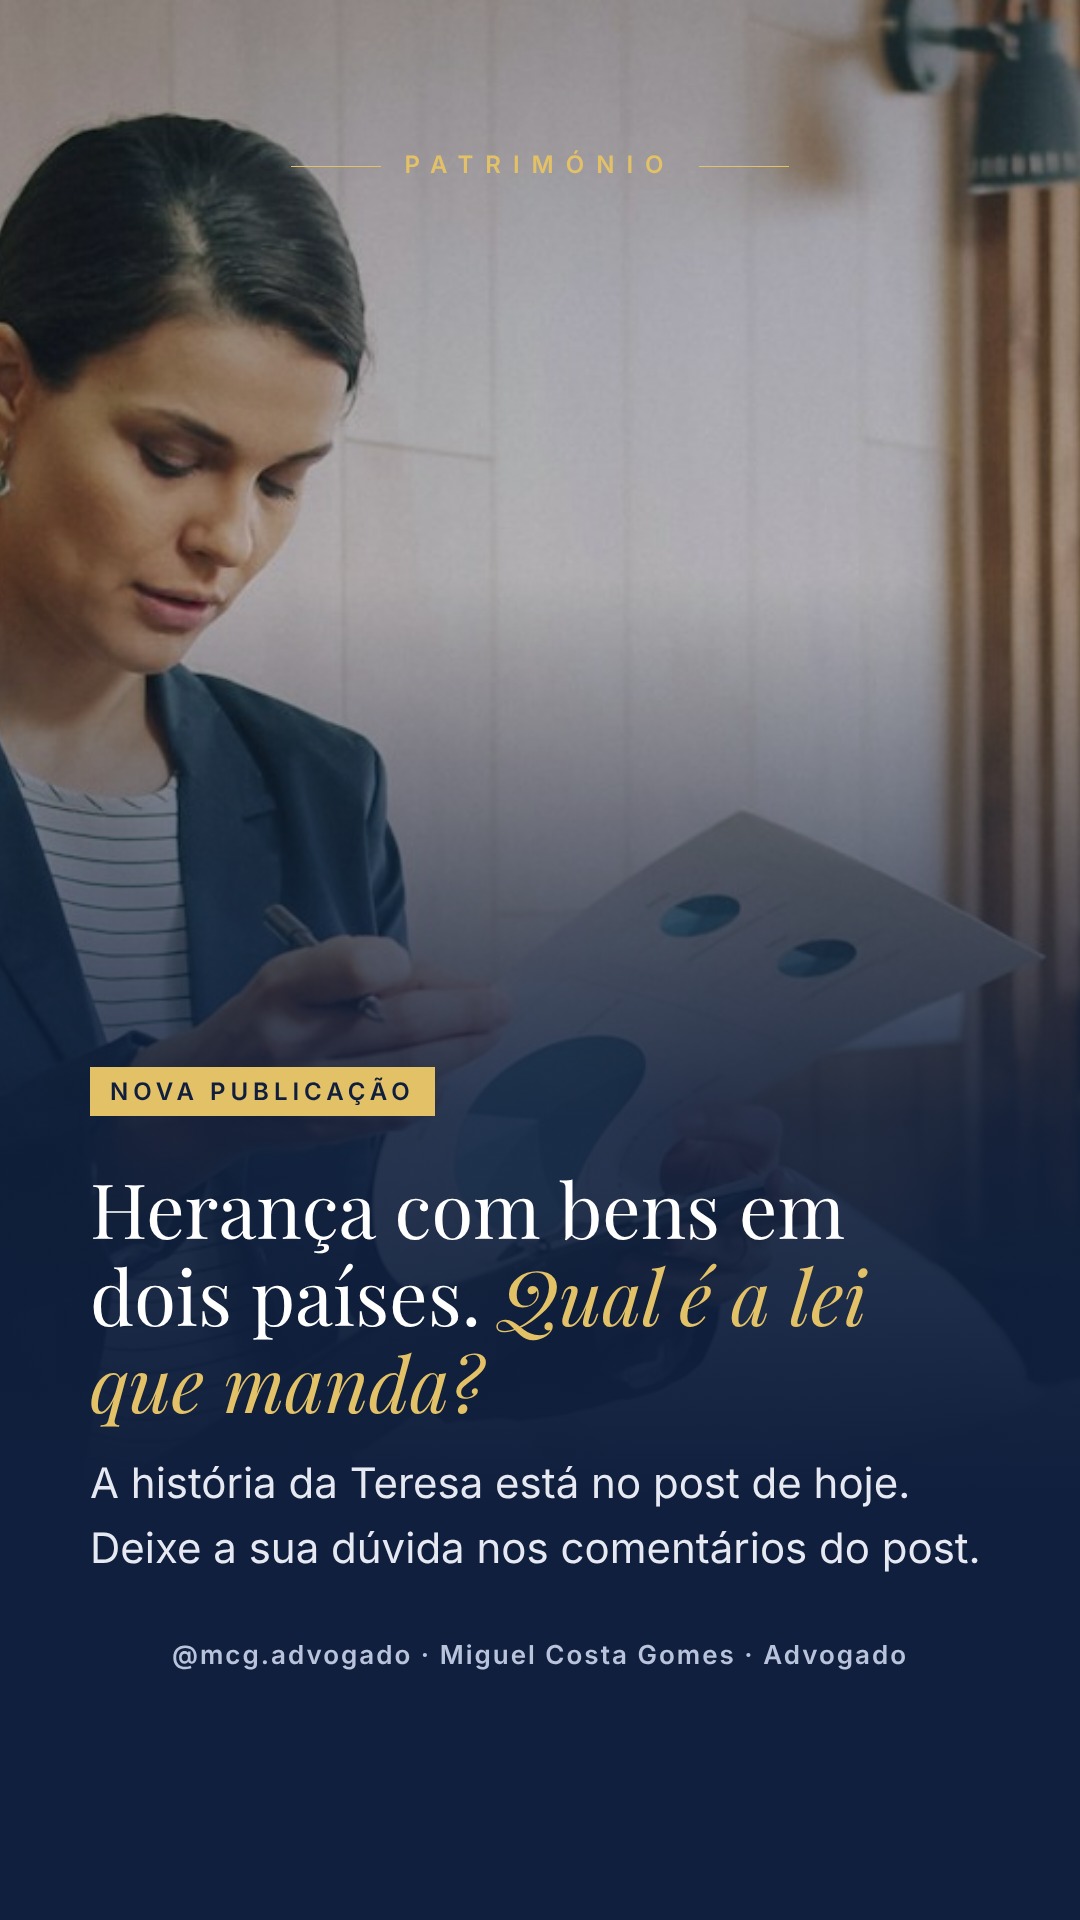 PATRIMÓNIO
NOVA PUBLICAÇÃO
Herança com bens em
dois países. Qual é a lei
que manda?
A história da Teresa está no post de hoje.
Deixe a sua dúvida nos comentários do post.
@mcg.advogado · Miguel Costa Gomes · Advogado